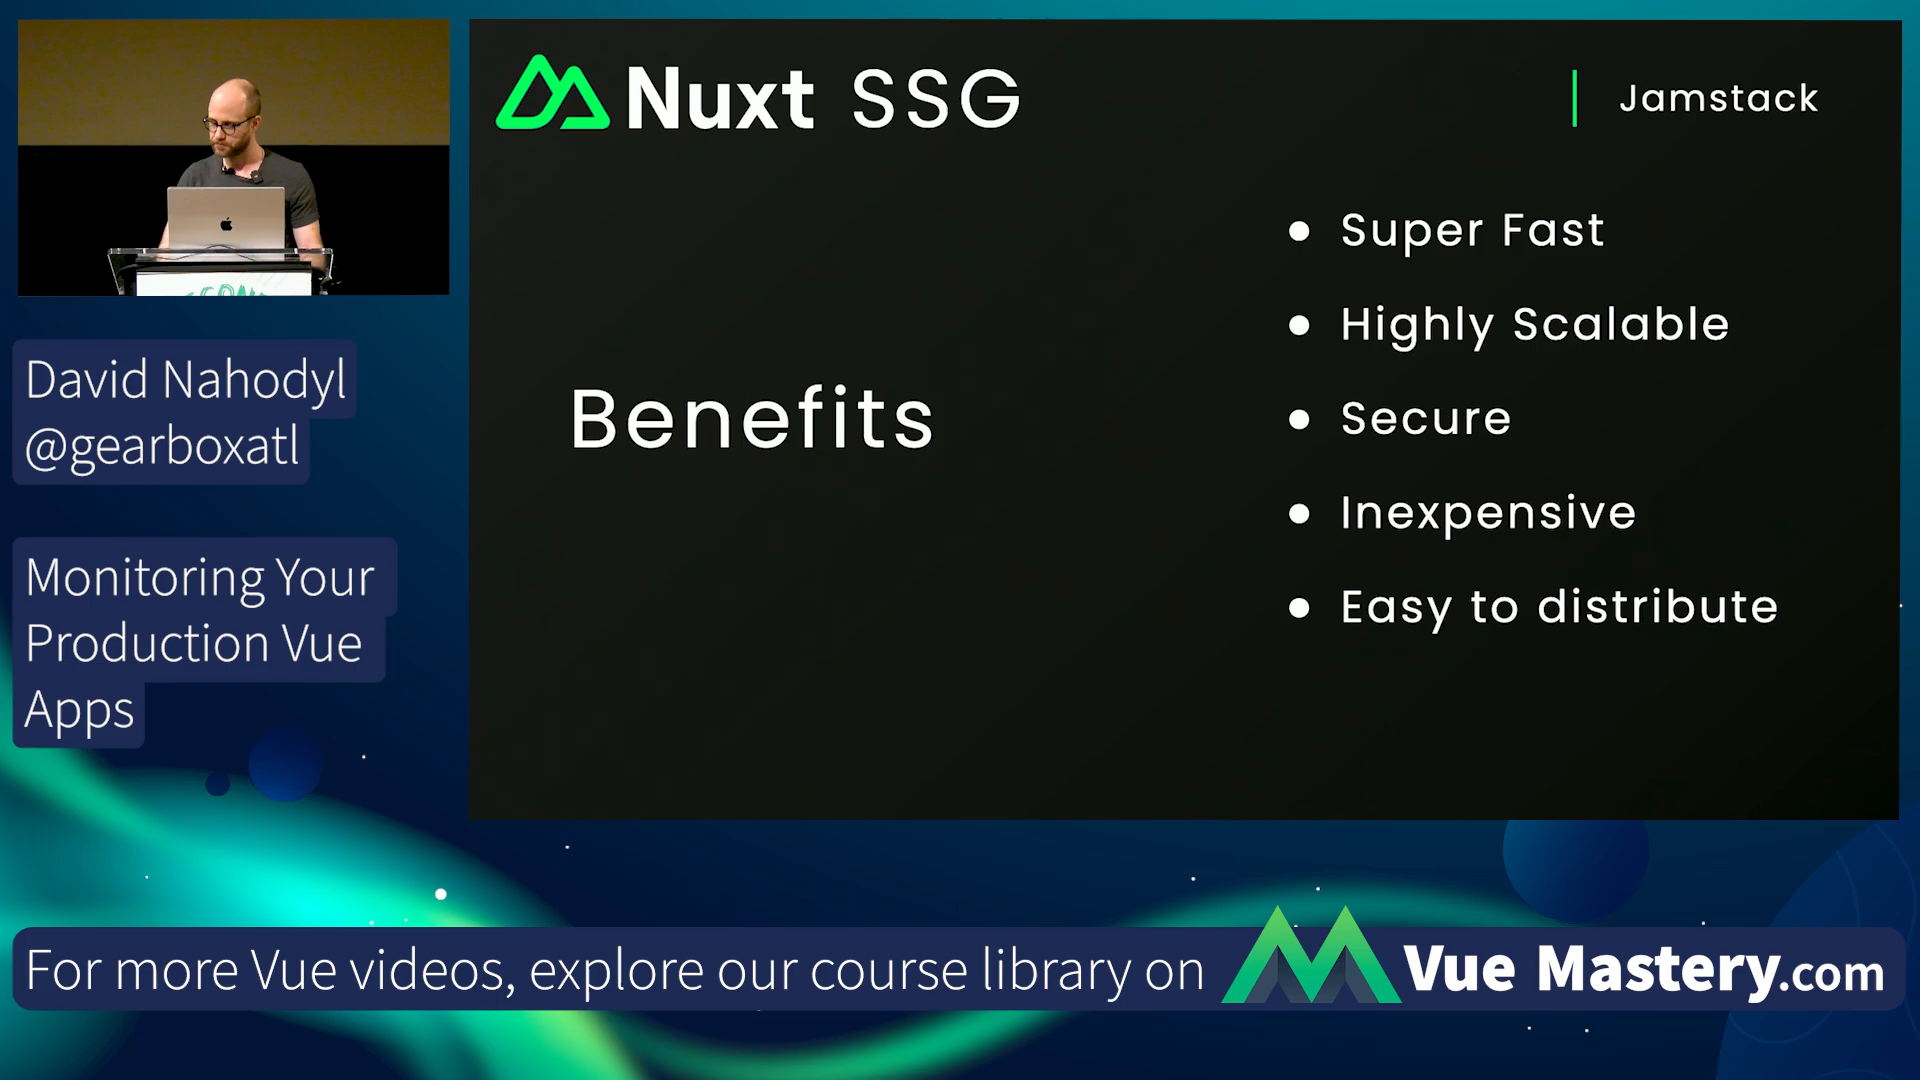 Nuxt SSG
Jamstack
Benefits
• Super Fast
• Highly Scalable
• Secure
• Inexpensive
• Easy to distribute
David Nahodyl
@gearboxatl
Monitoring Your
Production Vue
Apps
For more Vue videos, explore our course library on Vue Mastery.com